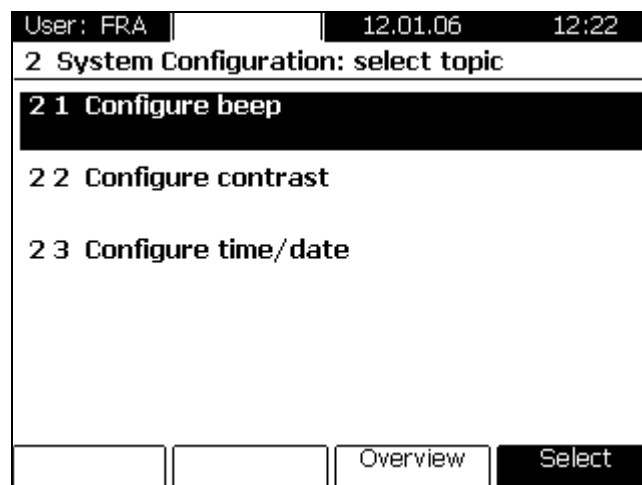 User: FRA 12.01.06 12:22
2 System Configuration: select topic
2 1 Configure beep
2 2 Configure contrast
2 3 Configure time/date
Overview Select